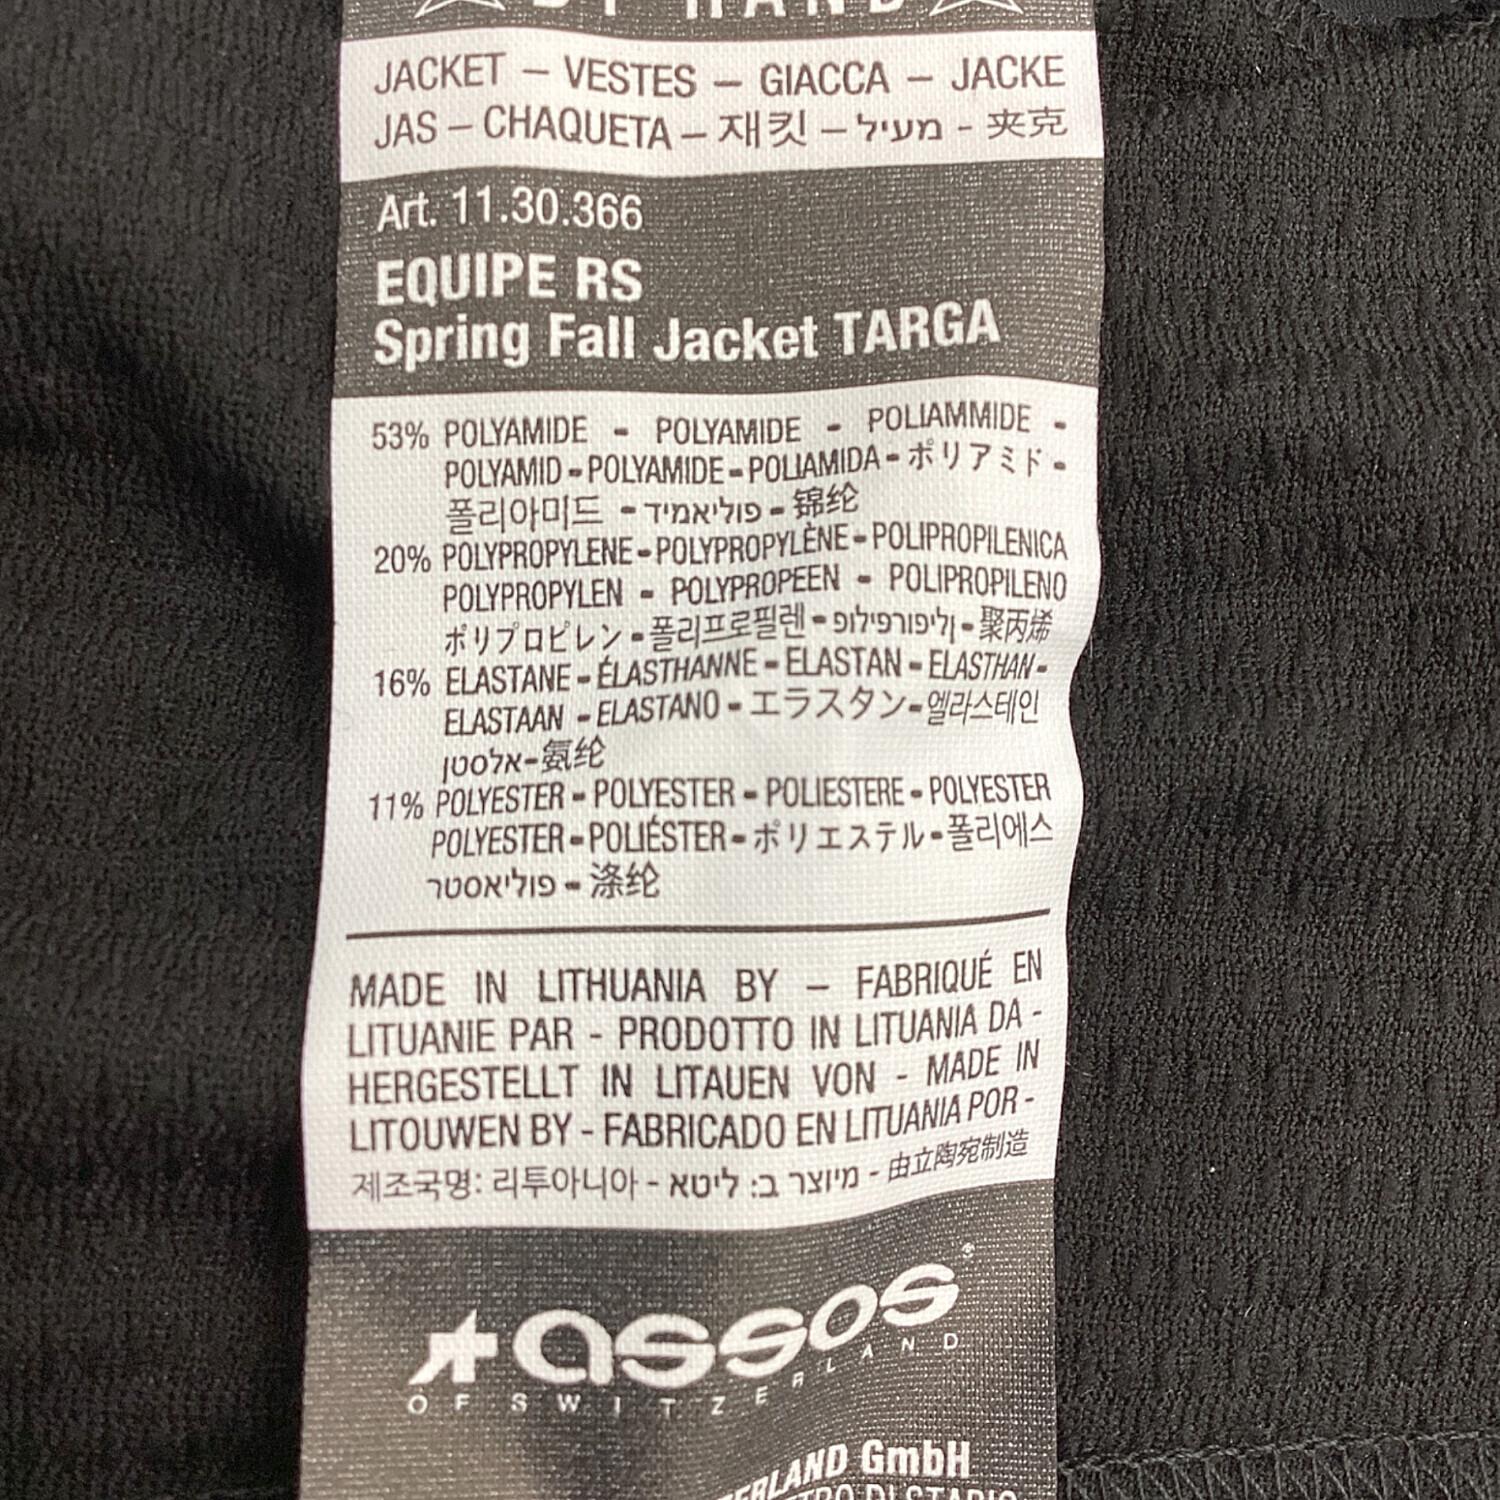 BY HAND
JACKET – VESTES – GIACCA – JACKE
JAS – CHAQUETA – 재킷 – מעיל - 夹克
Art. 11.30.366
EQUIPE RS
Spring Fall Jacket TARGA
53% POLYAMIDE - POLYAMIDE - POLIAMMIDE -
POLYAMID - POLYAMIDE - POLIAMIDA - ポリアミド -
폴리아미드 - פוליאמיד - 锦纶
20% POLYPROPYLENE - POLYPROPYLÈNE - POLIPROPILENICA
POLYPROPYLEN - POLYPROPEEN - POLIPROPILENO
ポリプロピレン - 폴리프로필렌 - וליפורפילופ - 聚丙烯
16% ELASTANE - ÉLASTHANNE - ELASTAN - ELASTHAN -
ELASTAAN - ELASTANO - エラスタン - 엘라스테인
אלסטן - 氨纶
11% POLYESTER - POLYESTER - POLIESTERE - POLYESTER
POLYESTER - POLIÉSTER - ポリエステル - 폴리에스
פוליאסטר - 涤纶
MADE IN LITHUANIA BY – FABRIQUÉ EN
LITUANIE PAR - PRODOTTO IN LITUANIA DA -
HERGESTELLT IN LITAUEN VON - MADE IN
LITOUWEN BY - FABRICADO EN LITUANIA POR -
제조국명: 리투아니아 - מיוצר ב: ליטא - 由立陶宛制造
assos®
OF SWITZERLAND
ERLAND GmbH